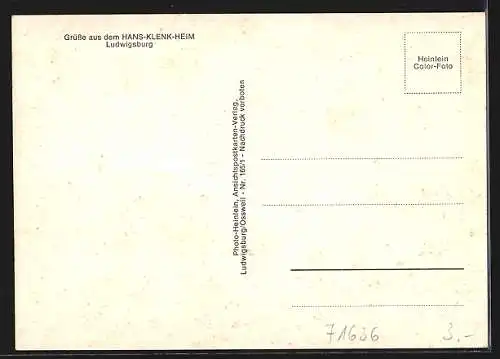 Grüße aus dem HANS-KLENK-HEIM
Ludwigsburg
Heinlein
Color-Foto
Photo-Heinlein, Ansichtspostkarten-Verlag,
Ludwigsburg/Ossweil - Nr. 165/1 - Nachdruck verboten
71636
3.-